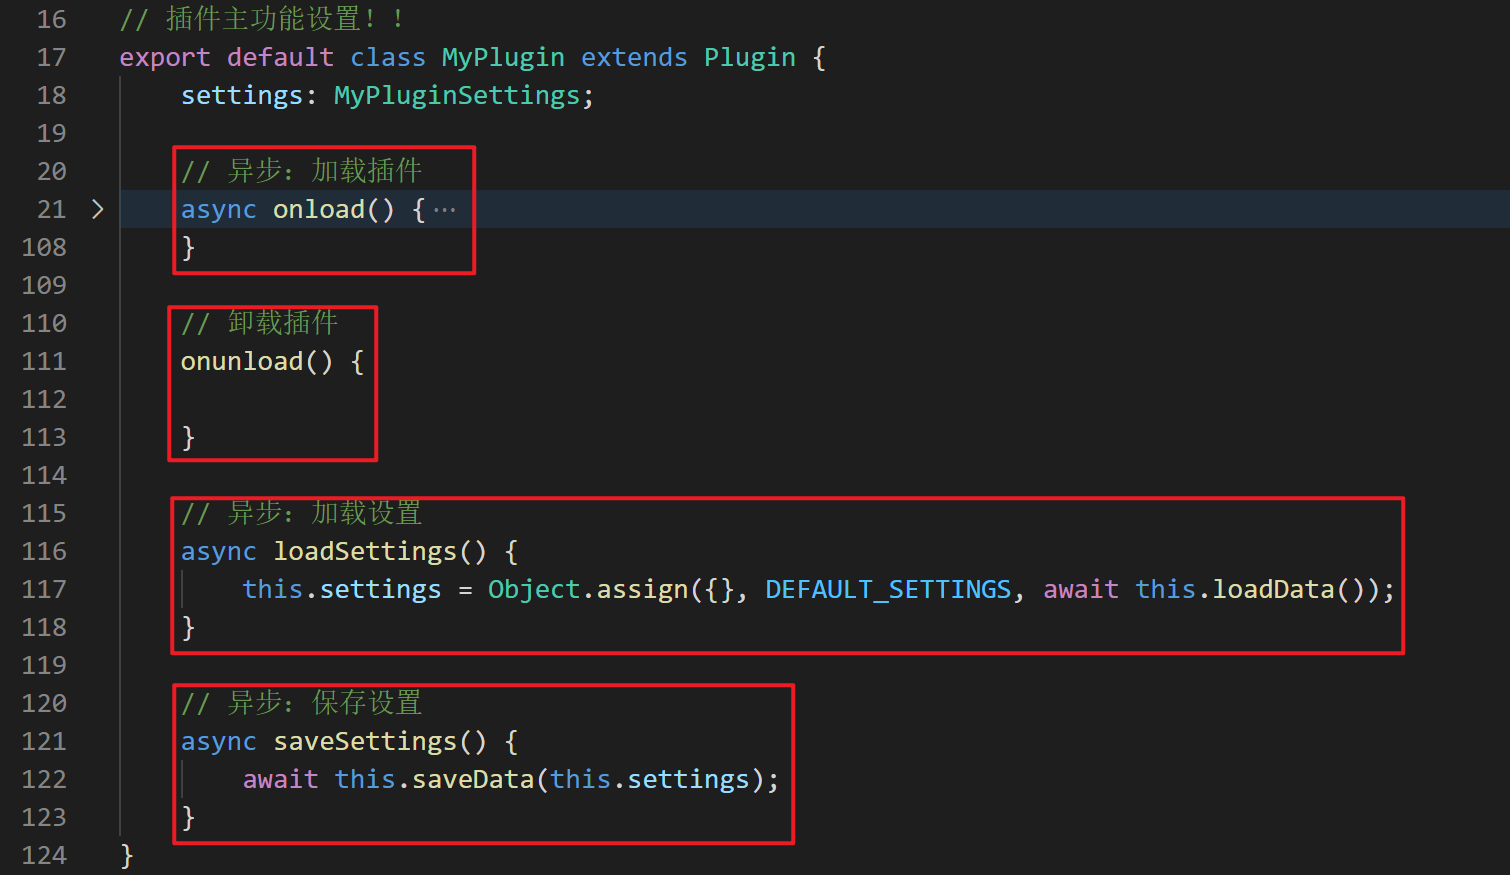 16 // 插件主功能设置！！
17 export default class MyPlugin extends Plugin {
18 settings: MyPluginSettings;
19
20 // 异步：加载插件
21 async onload() {⋯
108 }
109
110 // 卸载插件
111 onunload() {
112
113 }
114
115 // 异步：加载设置
116 async loadSettings() {
117 this.settings = Object.assign({}, DEFAULT_SETTINGS, await this.loadData());
118 }
119
120 // 异步：保存设置
121 async saveSettings() {
122 await this.saveData(this.settings);
123 }
124 }